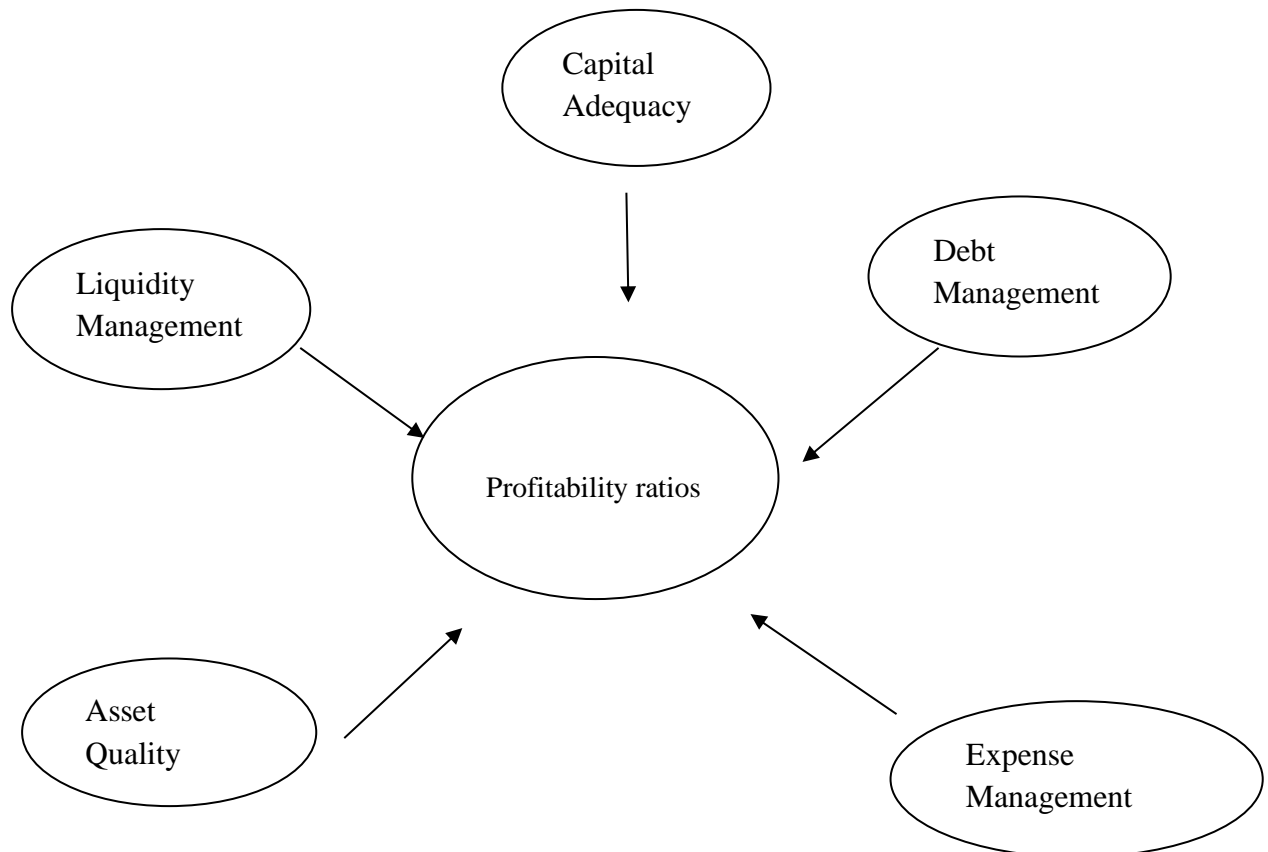 Capital
Adequacy
Debt
Management
Liquidity
Management
Profitability ratios
Asset
Quality
Expense
Management